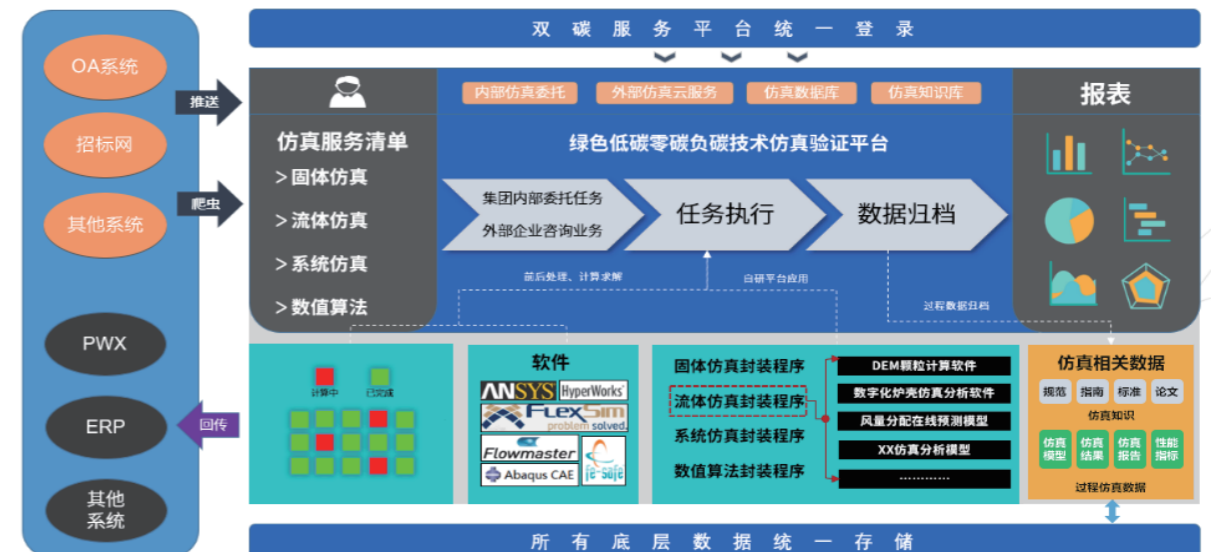 双碳服务平台统一登录
OA系统
招标网
其他系统
PWX
ERP
其他
系统
推送
爬虫
回传
仿真服务清单
>固体仿真
>流体仿真
>系统仿真
>数值算法
内部仿真委托
外部仿真云服务
仿真数据库
仿真知识库
绿色低碳零碳负碳技术仿真验证平台
集团内部委托任务
外部企业咨询业务
任务执行
数据归档
前后处理、计算求解
自研平台应用
过程数据归档
报表
计算中
已完成
软件
ANSYS
HyperWorks
FlexSim
problem solved.
Flowmaster
Abaqus CAE
je-safe
固体仿真封装程序
流体仿真封装程序
系统仿真封装程序
数值算法封装程序
DEM颗粒计算软件
数字化炉壳仿真分析软件
风量分配在线预测模型
XX仿真分析模型
…………
仿真相关数据
规范
指南
标准
论文
仿真知识
仿真
模型
仿真
结果
仿真
报告
性能
指标
过程仿真数据
所有底层数据统一存储